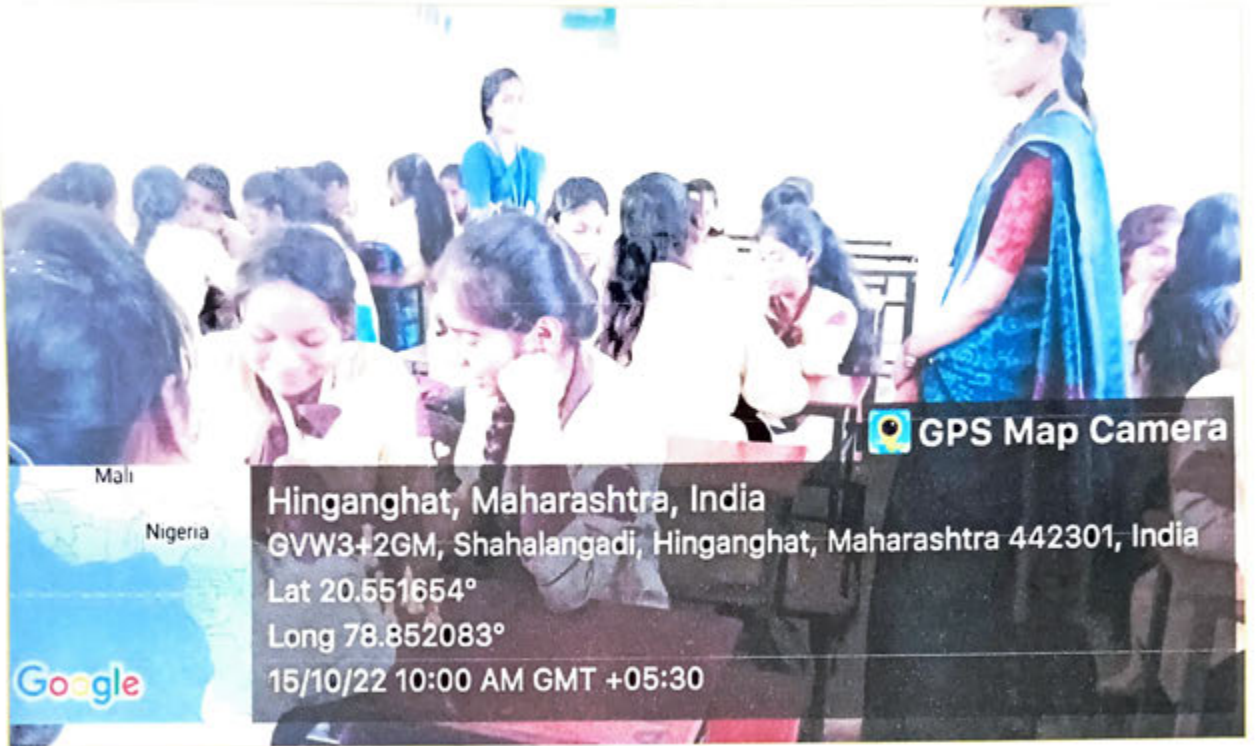 GPS Map Camera
Mali
Nigeria
Google
Hinganghat, Maharashtra, India
GVW3+2GM, Shahalangadi, Hinganghat, Maharashtra 442301, India
Lat 20.551654°
Long 78.852083°
15/10/22 10:00 AM GMT +05:30